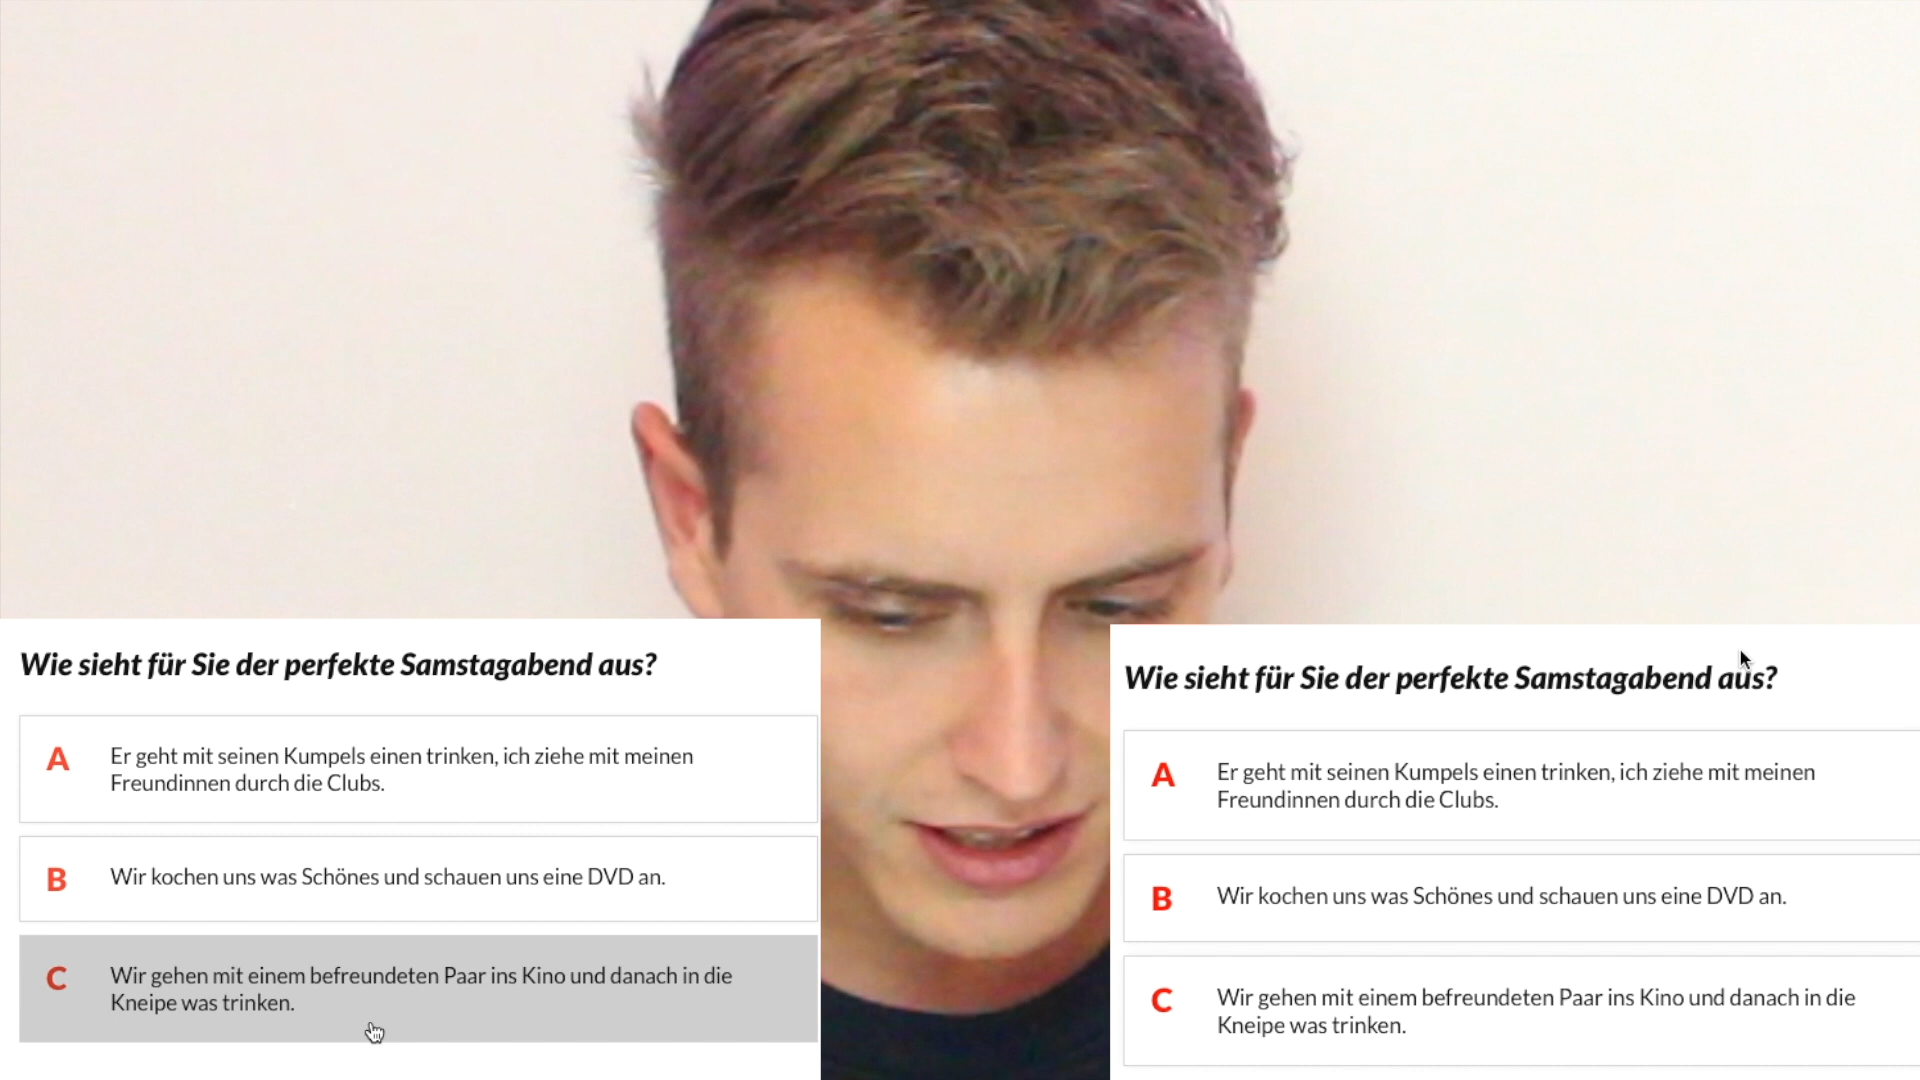 Wie sieht für Sie der perfekte Samstagabend aus?
A
Er geht mit seinen Kumpels einen trinken, ich ziehe mit meinen
Freundinnen durch die Clubs.
B
Wir kochen uns was Schönes und schauen uns eine DVD an.
C
Wir gehen mit einem befreundeten Paar ins Kino und danach in die
Kneipe was trinken.
Wie sieht für Sie der perfekte Samstagabend aus?
A
Er geht mit seinen Kumpels einen trinken, ich ziehe mit meinen
Freundinnen durch die Clubs.
B
Wir kochen uns was Schönes und schauen uns eine DVD an.
C
Wir gehen mit einem befreundeten Paar ins Kino und danach in die
Kneipe was trinken.